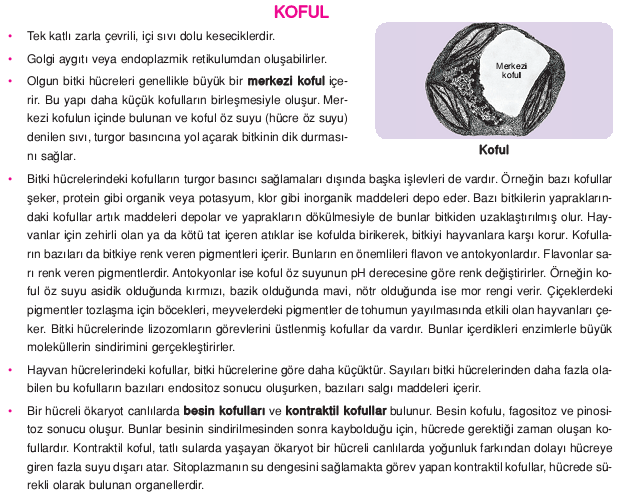 KOFUL
• Tek katlı zarla çevrili, içi sıvı dolu keseciklerdir.
• Golgi aygıtı veya endoplazmik retikulumdan oluşabilirler.
• Olgun bitki hücreleri genellikle büyük bir merkezi koful içe-
rir. Bu yapı daha küçük kofulların birleşmesiyle oluşur. Mer-
kezi kofulun içinde bulunan ve koful öz suyu (hücre öz suyu)
denilen sıvı, turgor basıncına yol açarak bitkinin dik durması-
nı sağlar.
Merkezi
koful
Koful
• Bitki hücrelerindeki kofulların turgor basıncı sağlamaları dışında başka işlevleri de vardır. Örneğin bazı kofullar
şeker, protein gibi organik veya potasyum, klor gibi inorganik maddeleri depo eder. Bazı bitkilerin yaprakların-
daki kofullar artık maddeleri depolar ve yaprakların dökülmesiyle de bunlar bitkiden uzaklaştırılmış olur. Hay-
vanlar için zehirli olan ya da kötü tat içeren atıklar ise kofulda birikerek, bitkiyi hayvanlara karşı korur. Kofulla-
rın bazıları da bitkiye renk veren pigmentleri içerir. Bunların en önemlileri flavon ve antokyonlardır. Flavonlar sa-
rı renk veren pigmentlerdir. Antokyonlar ise koful öz suyunun pH derecesine göre renk değiştirirler. Örneğin ko-
ful öz suyu asidik olduğunda kırmızı, bazik olduğunda mavi, nötr olduğunda ise mor rengi verir. Çiçeklerdeki
pigmentler tozlaşma için böcekleri, meyvelerdeki pigmentler de tohumun yayılmasında etkili olan hayvanları çe-
ker. Bitki hücrelerinde lizozomların görevlerini üstlenmiş kofullar da vardır. Bunlar içerdikleri enzimlerle büyük
moleküllerin sindirimini gerçekleştirirler.
• Hayvan hücrelerindeki kofullar, bitki hücrelerine göre daha küçüktür. Sayıları bitki hücrelerinden daha fazla ola-
bilen bu kofulların bazıları endositoz sonucu oluşurken, bazıları salgı maddeleri içerir.
• Bir hücreli ökaryot canlılarda besin kofulları ve kontraktil kofullar bulunur. Besin kofulu, fagositoz ve pinosi-
toz sonucu oluşur. Bunlar besinin sindirilmesinden sonra kaybolduğu için, hücrede gerektiği zaman oluşan ko-
fullardır. Kontraktil koful, tatlı sularda yaşayan ökaryot bir hücreli canlılarda yoğunluk farkından dolayı hücreye
giren fazla suyu dışarı atar. Sitoplazmanın su dengesini sağlamakta görev yapan kontraktil kofullar, hücrede sü-
rekli olarak bulunan organellerdir.